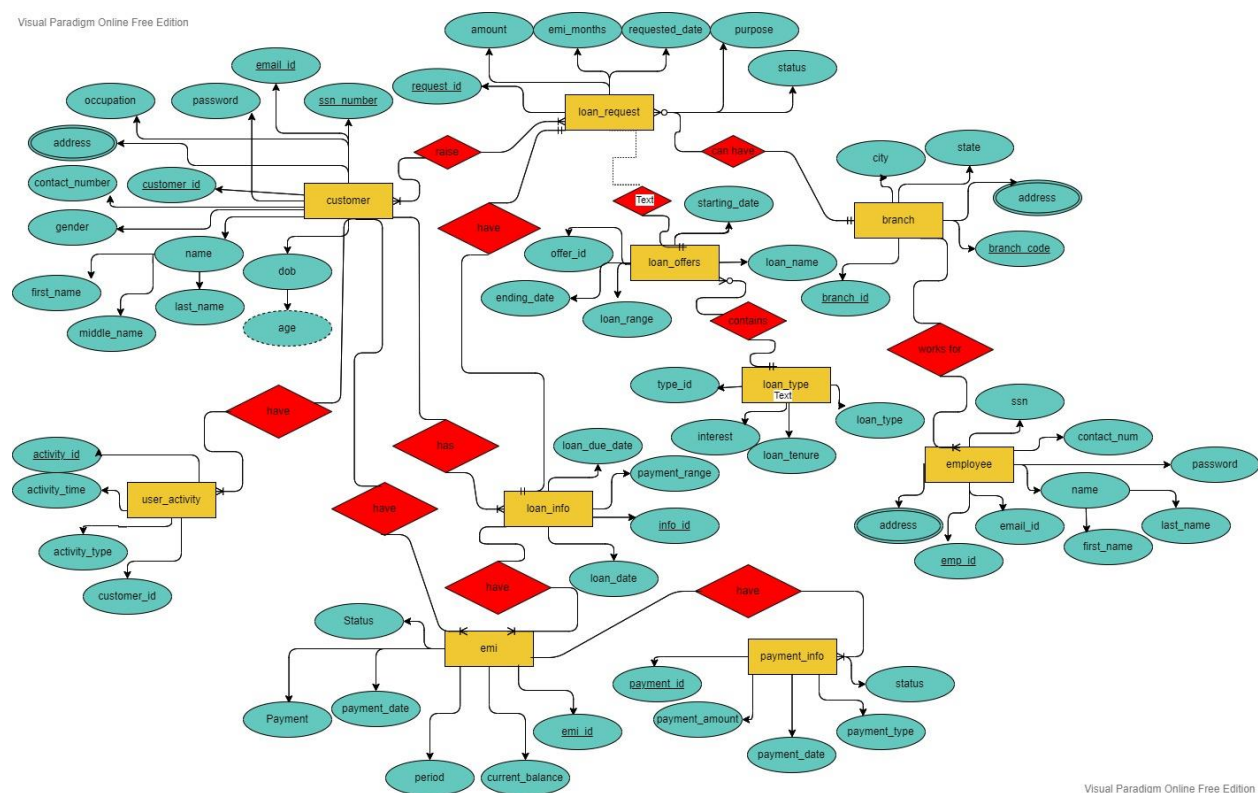 Visual Paradigm Online Free Edition
amount
emi_months
requested_date
purpose
email_id
status
request_id
occupation
password
ssn_number
loan_request
address
raise
can have
city
state
contact_number
customer_id
customer
Text
starting_date
address
gender
have
branch
name
dob
offer_id
loan_offers
loan_name
branch_code
first_name
last_name
ending_date
branch_id
middle_name
age
loan_range
contains
works for
type_id
loan_type
Text
loan_type
ssn
have
has
loan_due_date
interest
loan_tenure
contact_num
activity_id
payment_range
employee
password
activity_time
user_activity
have
loan_info
info_id
address
email_id
name
last_name
first_name
activity_type
emp_id
loan_date
customer_id
have
have
Status
emi
payment_info
payment_id
status
Payment
payment_date
emi_id
payment_amount
payment_type
period
current_balance
payment_date
Visual Paradigm Online Free Edition